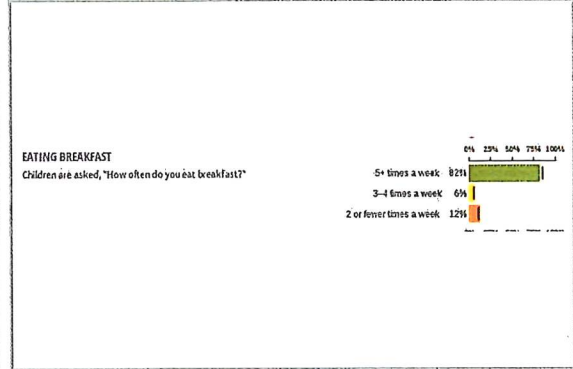 EATING BREAKFAST
Children are asked, "How often do you eat breakfast?"
0% 25% 50% 75% 100%
5+ times a week 82%
3–4 times a week 6%
2 or fewer times a week 12%